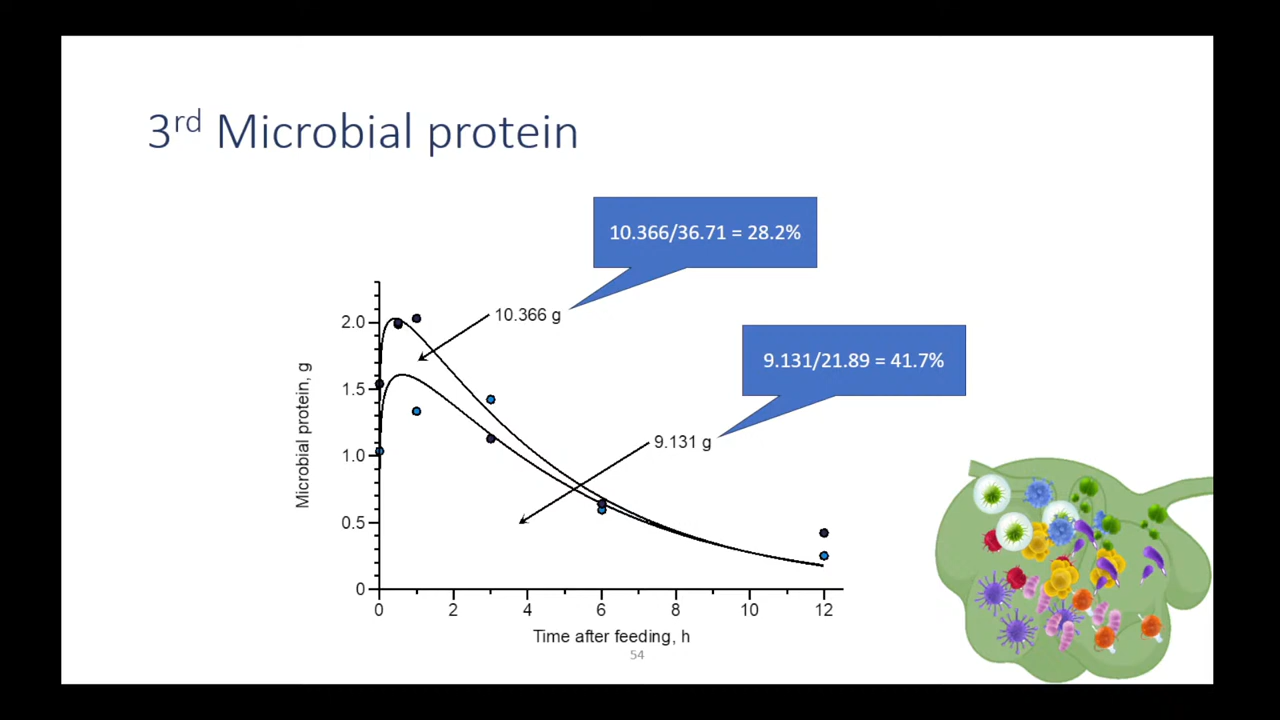 3rd Microbial protein
10.366/36.71 = 28.2%
10.366 g
9.131/21.89 = 41.7%
9.131 g
Microbial protein, g
2.0
1.5
1.0
0.5
0
0 2 4 6 8 10 12
Time after feeding, h
54